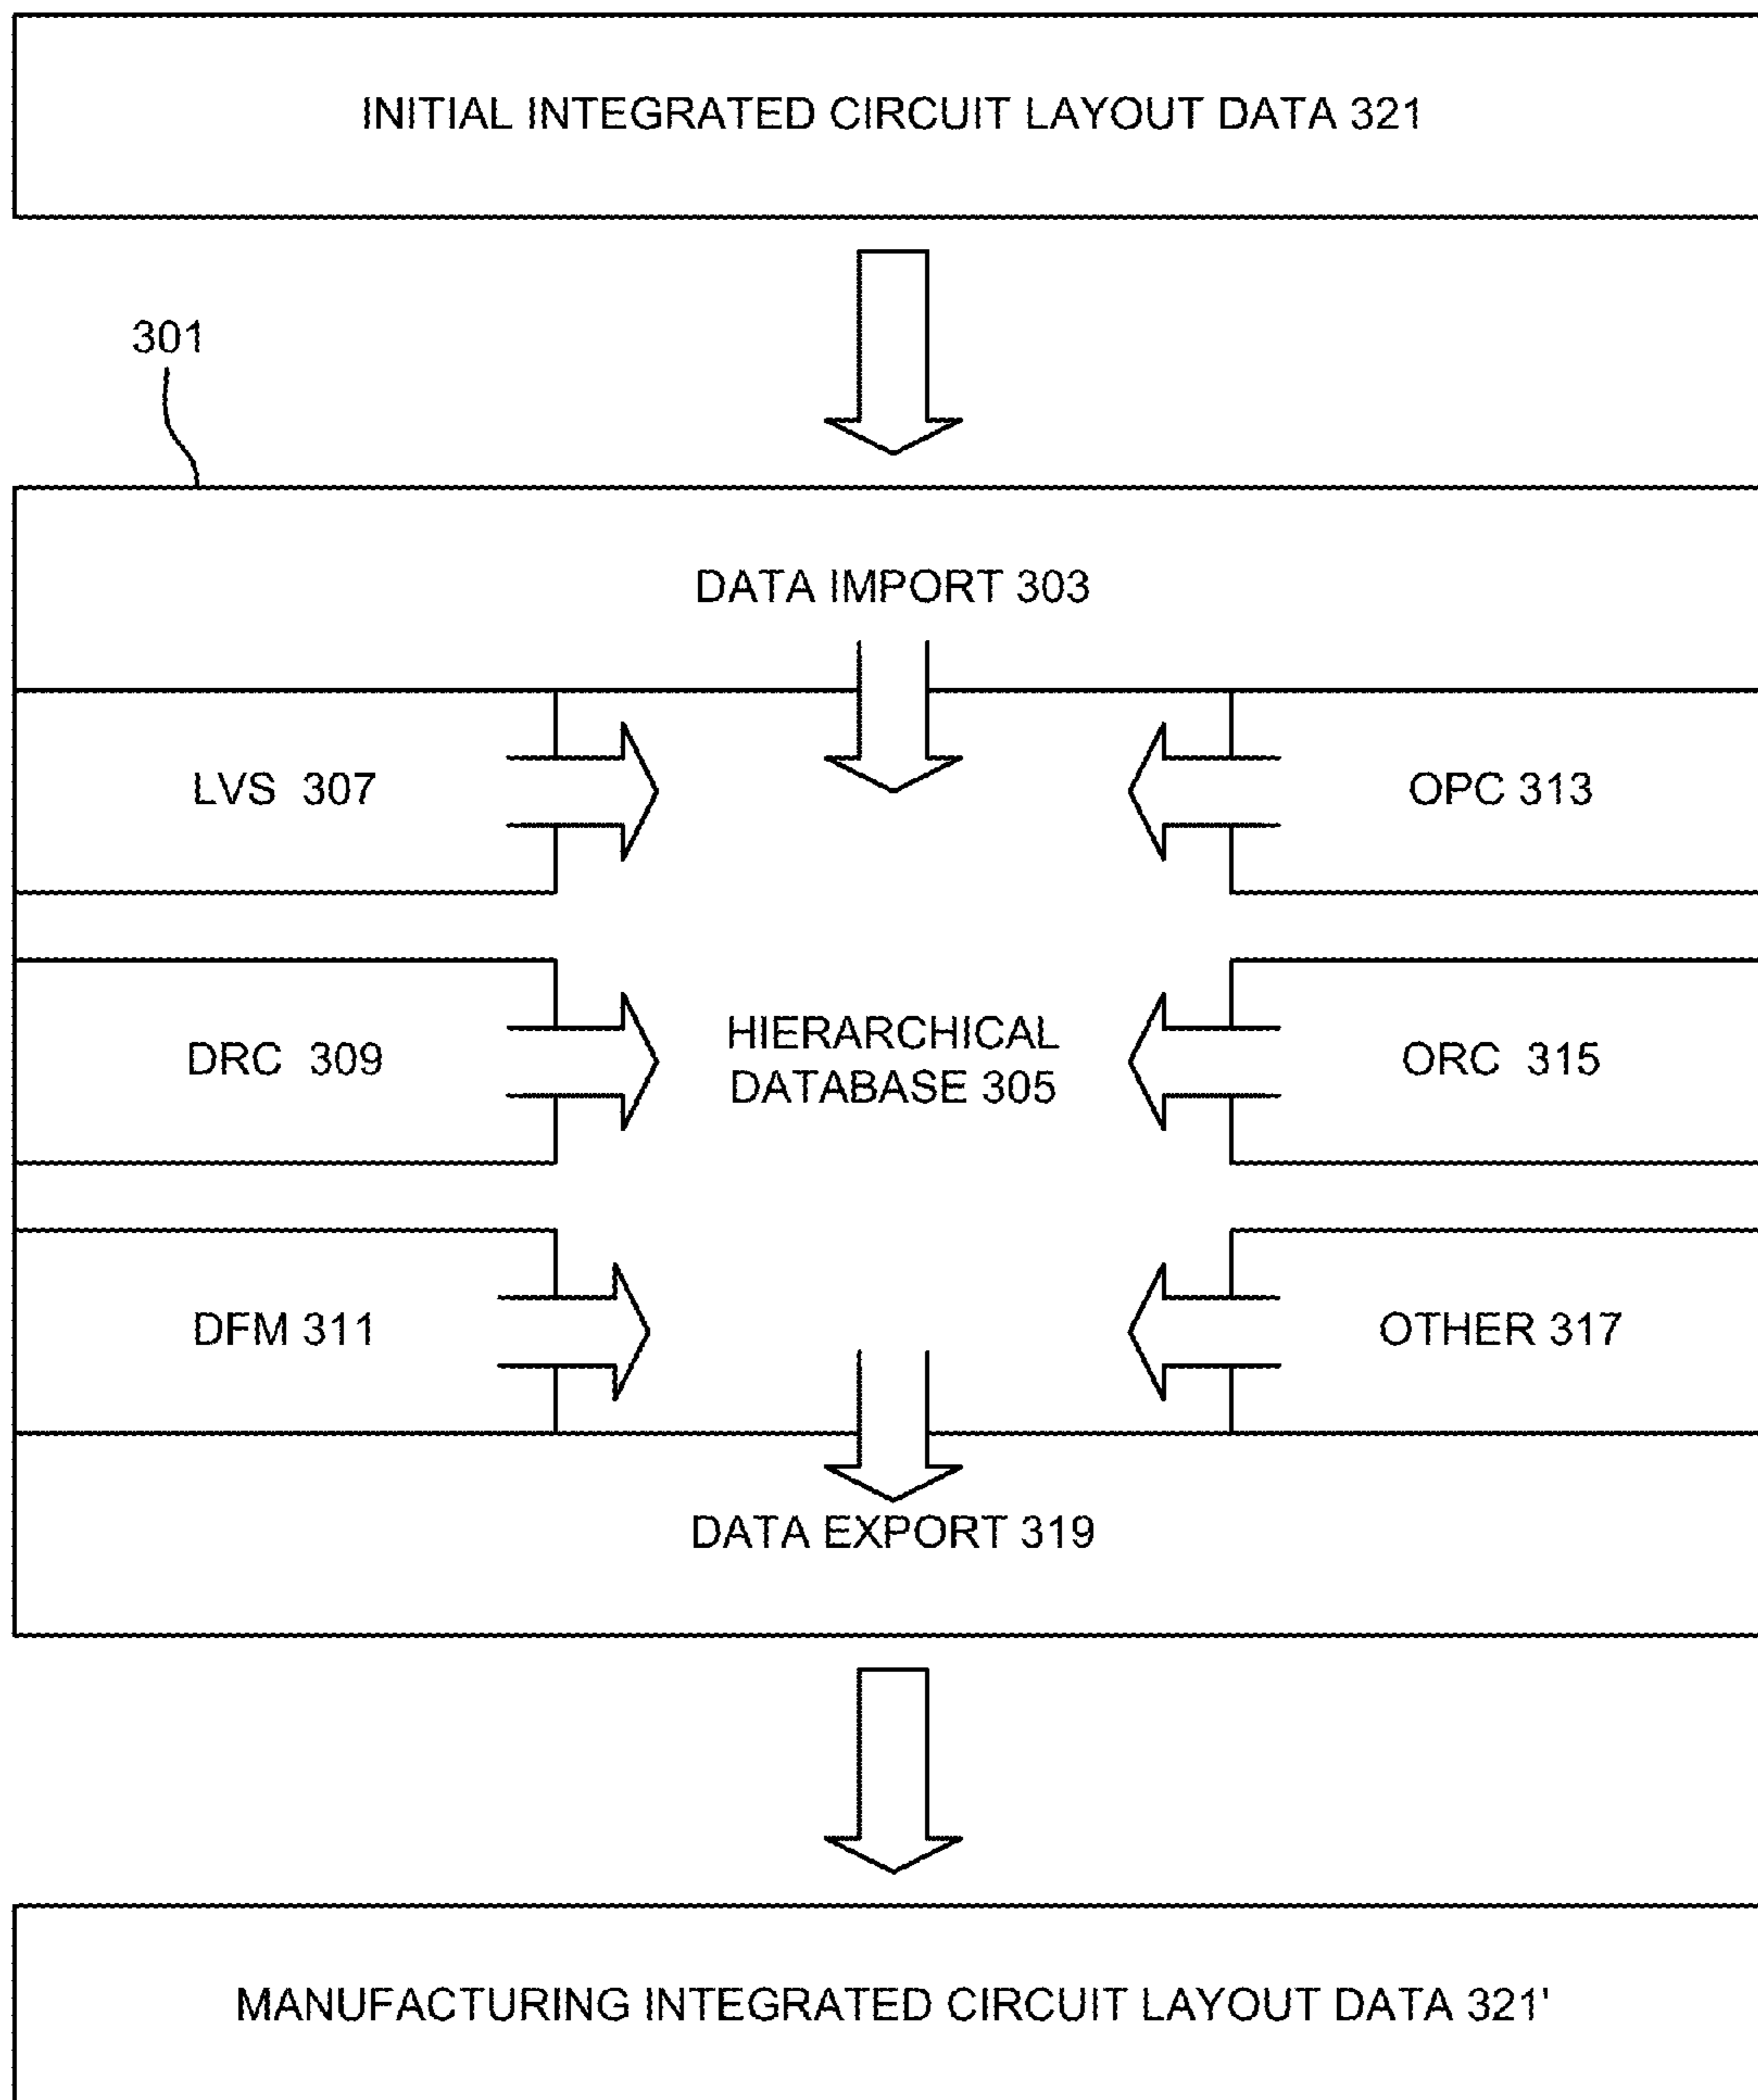 INITIAL INTEGRATED CIRCUIT LAYOUT DATA 321
301
DATA IMPORT 303
LVS 307
OPC 313
DRC 309
HIERARCHICAL
DATABASE 305
ORC 315
DFM 311
OTHER 317
DATA EXPORT 319
MANUFACTURING INTEGRATED CIRCUIT LAYOUT DATA 321'